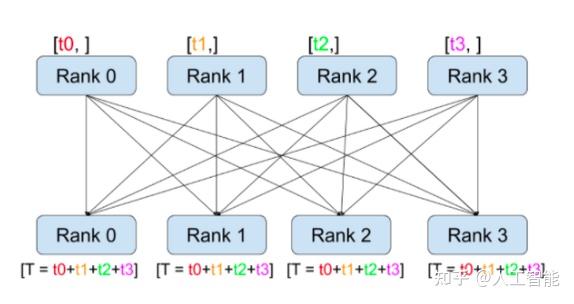 [t0, ] [t1,] [t2,] [t3, ]
Rank 0 Rank 1 Rank 2 Rank 3
Rank 0 Rank 1 Rank 2 Rank 3
[T = t0+t1+t2+t3] [T = t0+t1+t2+t3] [T = t0+t1+t2+t3] [T = t0+t1+t2+t3]
知乎 @人工智能